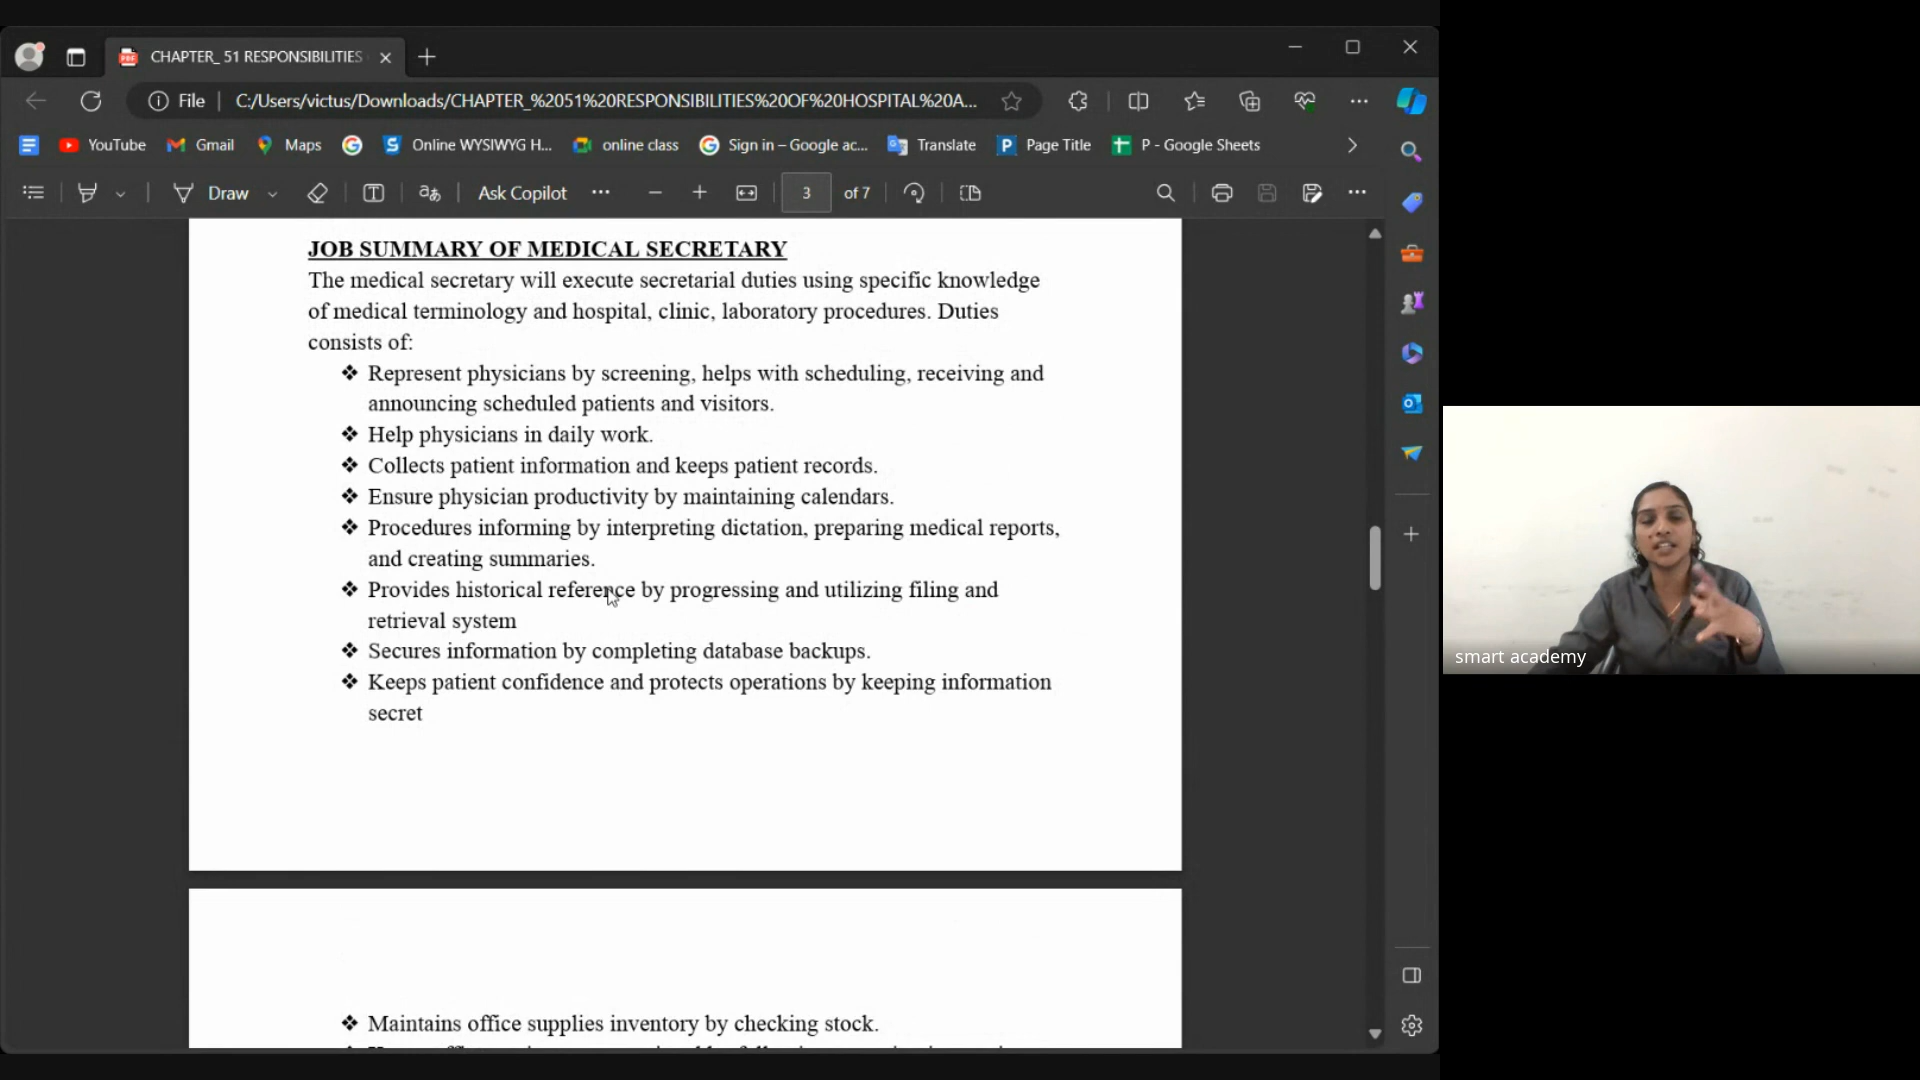 CHAPTER_ 51 RESPONSIBILITIES
File
C:/Users/victus/Downloads/CHAPTER_%2051%20RESPONSIBILITIES%20OF%20HOSPITAL%20A...
YouTube Gmail Maps Online WYSIWYG H... online class Sign in – Google ac... Translate Page Title P - Google Sheets
Draw Ask Copilot 3 of 7
JOB SUMMARY OF MEDICAL SECRETARY
The medical secretary will execute secretarial duties using specific knowledge
of medical terminology and hospital, clinic, laboratory procedures. Duties
consists of:
❖ Represent physicians by screening, helps with scheduling, receiving and
announcing scheduled patients and visitors.
❖ Help physicians in daily work.
❖ Collects patient information and keeps patient records.
❖ Ensure physician productivity by maintaining calendars.
❖ Procedures informing by interpreting dictation, preparing medical reports,
and creating summaries.
❖ Provides historical reference by progressing and utilizing filing and
retrieval system
❖ Secures information by completing database backups.
❖ Keeps patient confidence and protects operations by keeping information
secret
❖ Maintains office supplies inventory by checking stock.
smart academy